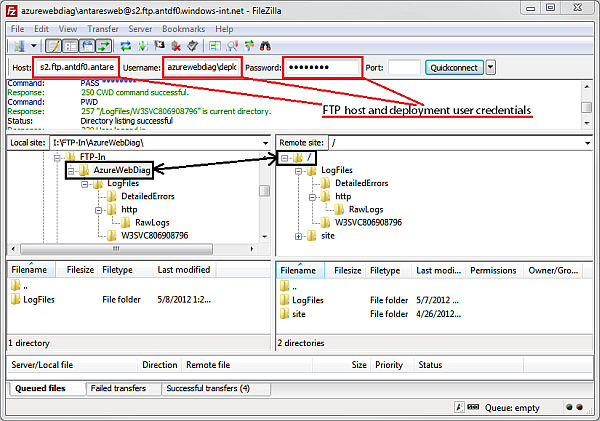 azurewebdiag\antaresweb@s2.ftp.antdf0.windows-int.net - FileZilla
File Edit View Transfer Server Bookmarks Help
Host: s2.ftp.antdf0.antare Username: azurewebdiag\deplo Password: ●●●●●●●● Port: Quickconnect
Command: PASS ********
Response: 250 CWD command successful.
Command: PWD
Response: 257 "/LogFiles/W3SVC806908796" is current directory.
Status: Directory listing successful
FTP host and deployment user credentials
Local site: I:\FTP-In\AzureWebDiag\
FTP-In
AzureWebDiag
LogFiles
DetailedErrors
http
RawLogs
W3SVC806908796
Remote site: /
/
LogFiles
DetailedErrors
http
RawLogs
W3SVC806908796
site
Filename Filesize Filetype Last modified
..
LogFiles File folder 5/8/2012 1:2...
1 directory
Filename Filesize Filetype Last modi... Permissions Owner/Gro...
..
LogFiles File folder 5/7/2012 ...
site File folder 4/26/2012...
2 directories
Server/Local file Direction Remote file Size Priority Status
Queued files Failed transfers Successful transfers (4)
Queue: empty